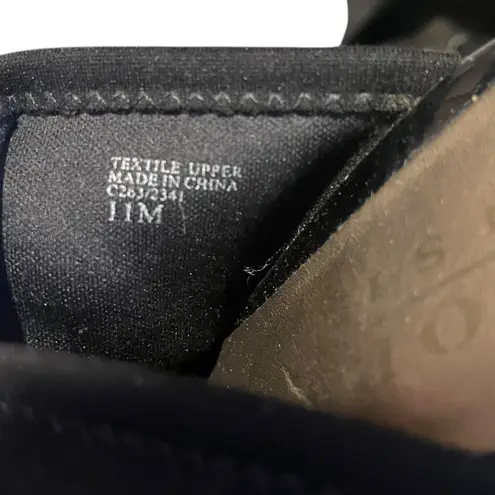 TEXTILE UPPER
MADE IN CHINA
C263/2341
11M